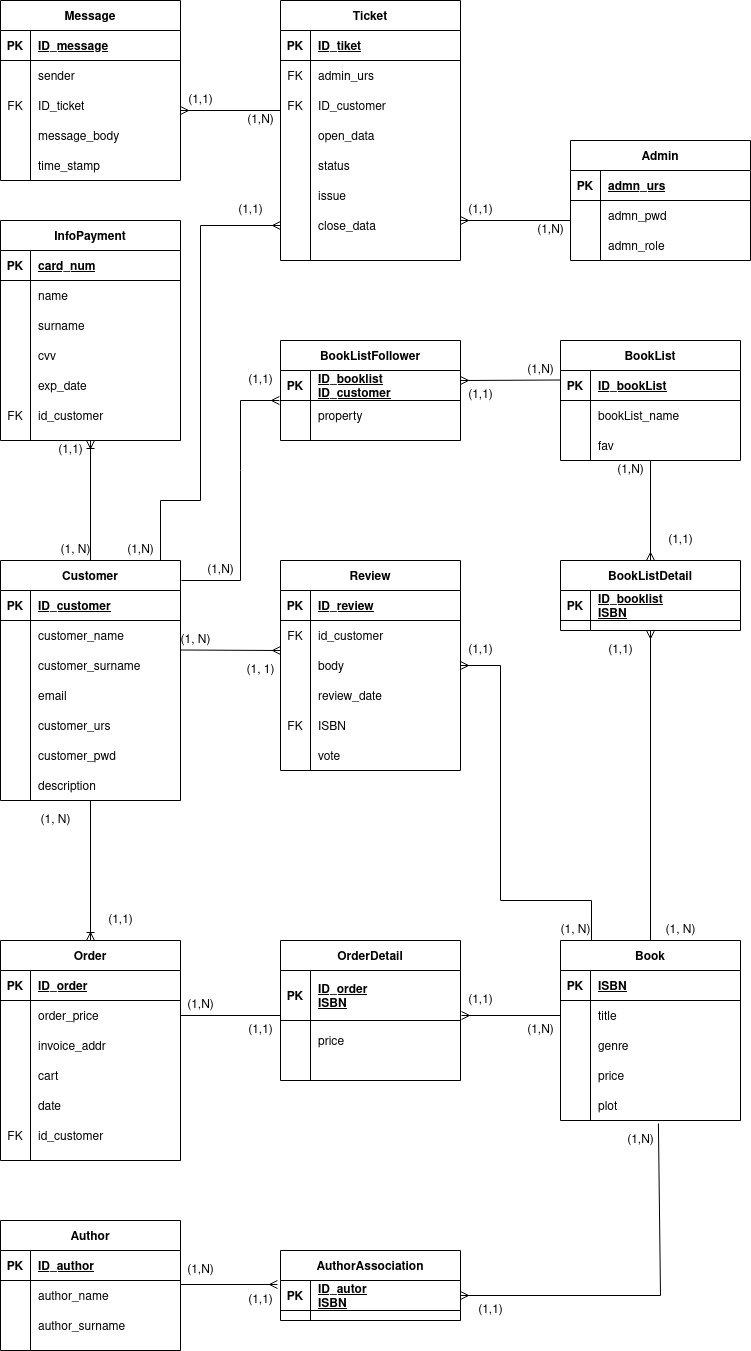 Message
PK ID_message
sender
FK ID_ticket
message_body
time_stamp
(1,1)
(1,N)
Ticket
PK ID_tiket
FK admin_urs
FK ID_customer
open_data
status
issue
close_data
(1,1)
(1,N)
Admin
PK admn_urs
admn_pwd
admn_role
(1,1)
InfoPayment
PK card_num
name
surname
cvv
exp_date
FK id_customer
(1,1)
(1, N)
(1,N)
BookListFollower
PK ID_booklist
ID_customer
property
(1,1)
(1,N)
(1,N)
(1,1)
BookList
PK ID_bookList
bookList_name
fav
(1,N)
(1,1)
Customer
PK ID_customer
customer_name
customer_surname
email
customer_urs
customer_pwd
description
(1, N)
(1, 1)
Review
PK ID_review
FK id_customer
body
review_date
FK ISBN
vote
(1,1)
BookListDetail
PK ID_booklist
ISBN
(1,1)
(1, N)
(1,1)
(1, N)
(1, N)
Order
PK ID_order
order_price
invoice_addr
cart
date
FK id_customer
(1,N)
(1,1)
OrderDetail
PK ID_order
ISBN
price
(1,1)
(1,N)
Book
PK ISBN
title
genre
price
plot
(1,N)
Author
PK ID_author
author_name
author_surname
(1,N)
(1,1)
AuthorAssociation
PK ID_autor
ISBN
(1,1)